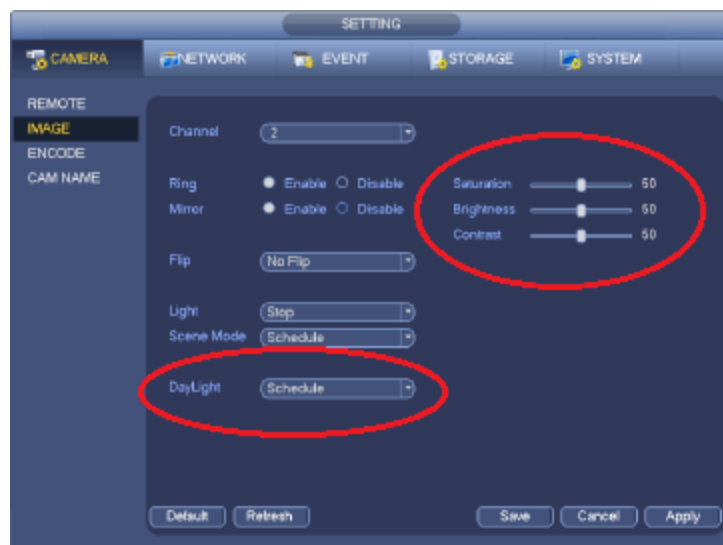 SETTING
CAMERA NETWORK EVENT STORAGE SYSTEM
REMOTE
IMAGE
ENCODE
CAM NAME
Channel 2
Ring Enable Disable
Mirror Enable Disable
Saturation 50
Brightness 50
Contrast 50
Flip No Flip
Light Stop
Scene Mode Schedule
DayLight Schedule
Default Refresh Save Cancel Apply